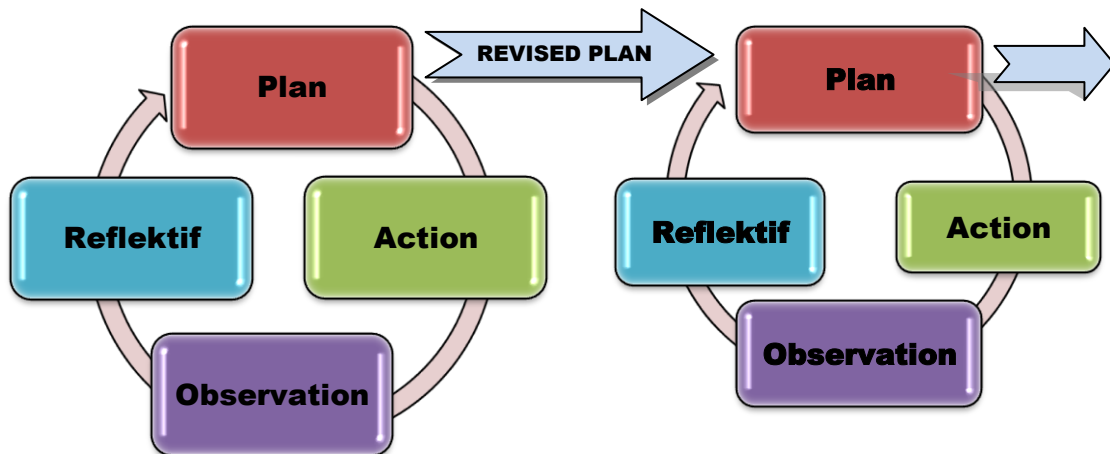 Plan
REVISED PLAN
Plan
Reflektif
Action
Reflektif
Action
Observation
Observation